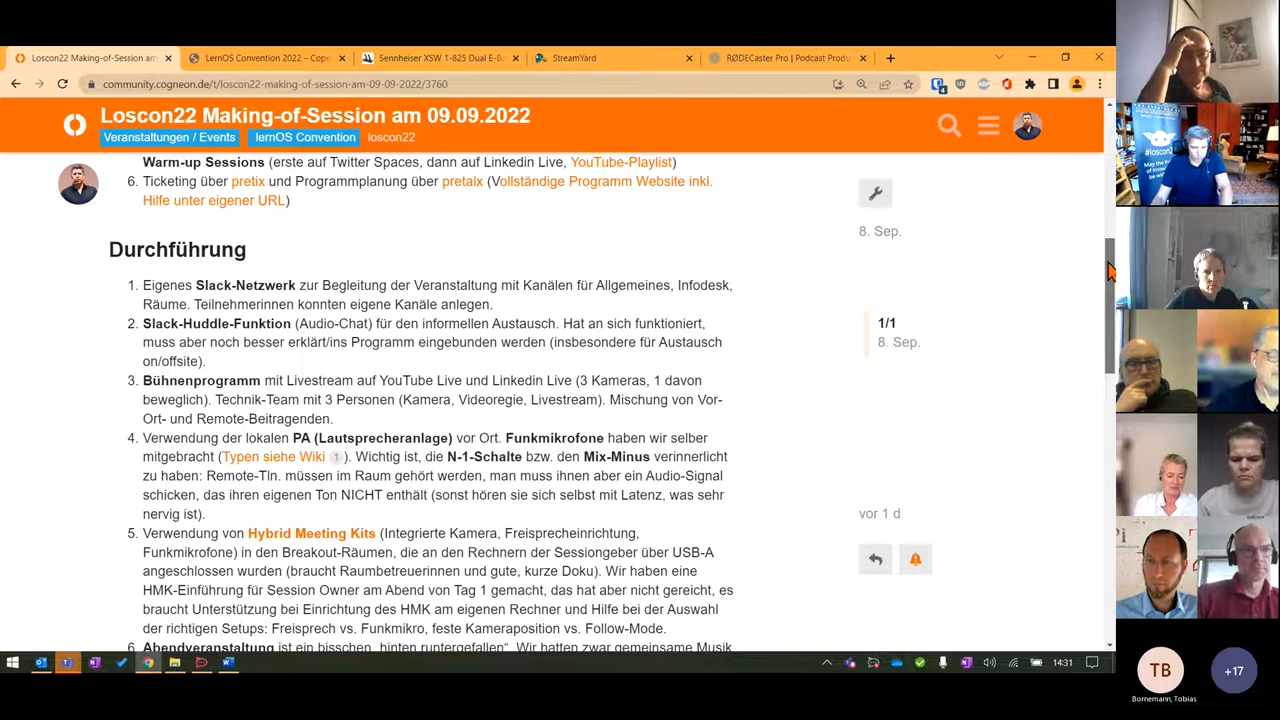 Loscon22 Making-of-Session am
LernOS Convention 2022 – Cope
Sennheiser XSW 1-825 Dual E-B
StreamYard
RØDECaster Pro | Podcast Produ
community.cogneon.de/t/loscon22-making-of-session-am-09-09-2022/3760
Loscon22 Making-of-Session am 09.09.2022
Veranstaltungen / Events lernOS Convention loscon22
Warm-up Sessions (erste auf Twitter Spaces, dann auf Linkedin Live, YouTube-Playlist)
6. Ticketing über pretix und Programmplanung über pretalx (Vollständige Programm Website inkl.
Hilfe unter eigener URL)
8. Sep.
Durchführung
1. Eigenes Slack-Netzwerk zur Begleitung der Veranstaltung mit Kanälen für Allgemeines, Infodesk,
Räume. Teilnehmerinnen konnten eigene Kanäle anlegen.
2. Slack-Huddle-Funktion (Audio-Chat) für den informellen Austausch. Hat an sich funktioniert,
muss aber noch besser erklärt/ins Programm eingebunden werden (insbesondere für Austausch
on/offsite).
1/1
8. Sep.
3. Bühnenprogramm mit Livestream auf YouTube Live und Linkedin Live (3 Kameras, 1 davon
beweglich). Technik-Team mit 3 Personen (Kamera, Videoregie, Livestream). Mischung von Vor-
Ort- und Remote-Beitragenden.
4. Verwendung der lokalen PA (Lautsprecheranlage) vor Ort. Funkmikrofone haben wir selber
mitgebracht (Typen siehe Wiki 1 ). Wichtig ist, die N-1-Schalte bzw. den Mix-Minus verinnerlicht
zu haben: Remote-Tln. müssen im Raum gehört werden, man muss ihnen aber ein Audio-Signal
schicken, das ihren eigenen Ton NICHT enthält (sonst hören sie sich selbst mit Latenz, was sehr
nervig ist).
vor 1 d
5. Verwendung von Hybrid Meeting Kits (Integrierte Kamera, Freisprecheinrichtung,
Funkmikrofone) in den Breakout-Räumen, die an den Rechnern der Sessiongeber über USB-A
angeschlossen wurden (braucht Raumbetreuerinnen und gute, kurze Doku). Wir haben eine
HMK-Einführung für Session Owner am Abend von Tag 1 gemacht, das hat aber nicht gereicht, es
braucht Unterstützung bei Einrichtung des HMK am eigenen Rechner und Hilfe bei der Auswahl
der richtigen Setups: Freisprech vs. Funkmikro, feste Kameraposition vs. Follow-Mode.
6. Abendveranstaltung ist ein bisschen „hinten runtergefallen“. Wir hatten zwar gemeinsame Musik
14:31
#loscon22
TB
Bornemann, Tobias
+17